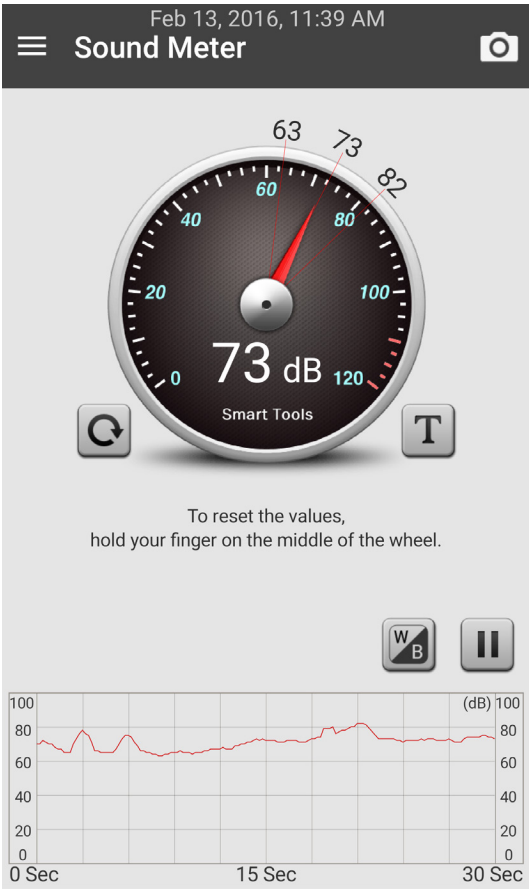 Feb 13, 2016, 11:39 AM
Sound Meter
63
73
82
60
40
80
20
100
0
120
73 dB
Smart Tools
T
To reset the values,
hold your finger on the middle of the wheel.
W
B
100
(dB) 100
80
80
60
60
40
40
20
20
0
0
0 Sec
15 Sec
30 Sec